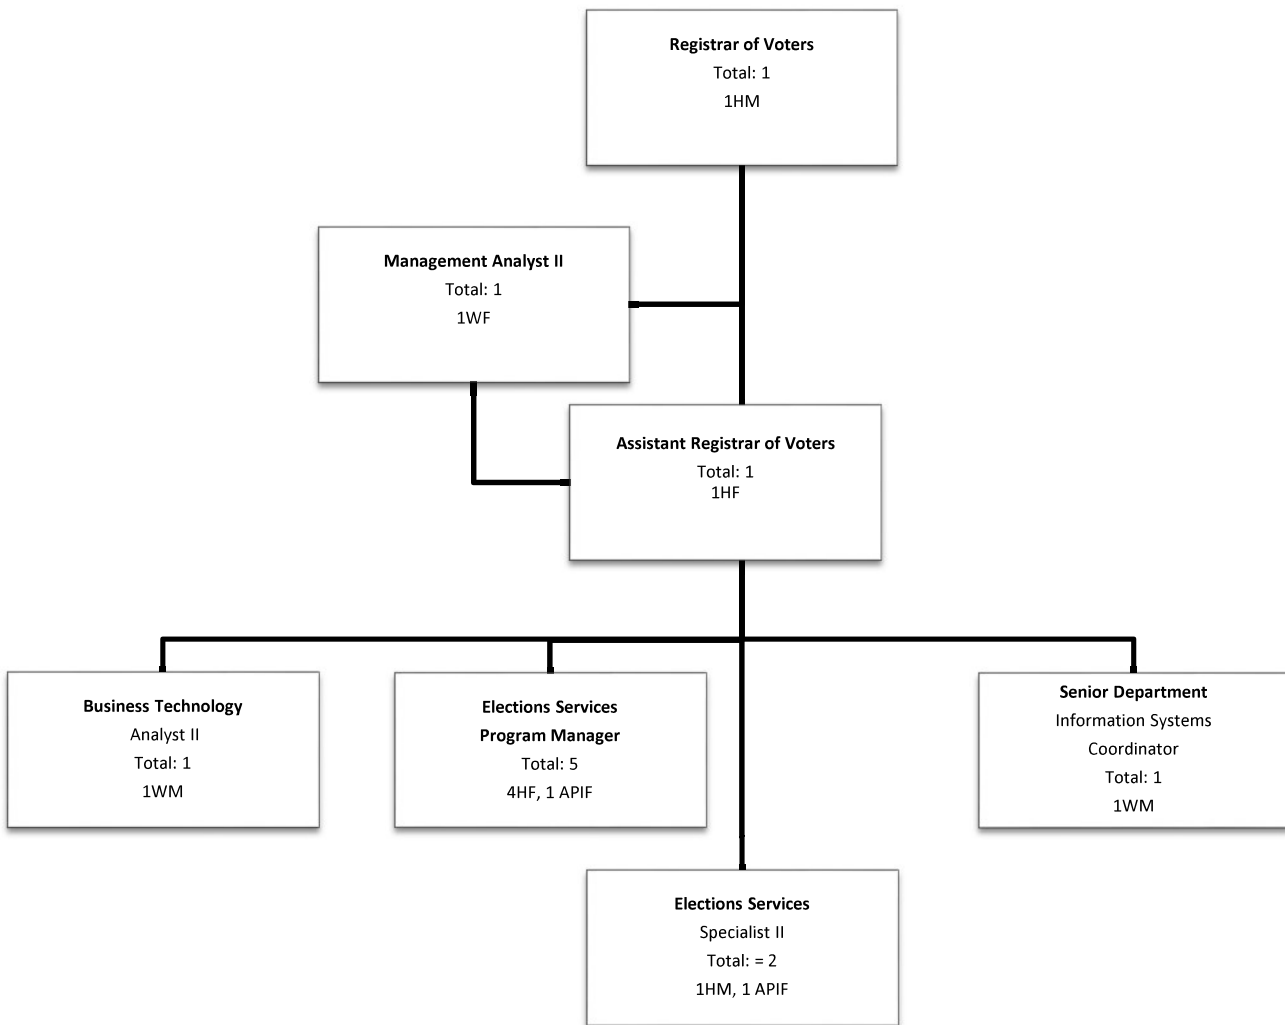 Registrar of Voters
Total: 1
1HM
Management Analyst II
Total: 1
1WF
Assistant Registrar of Voters
Total: 1
1HF
Business Technology
Analyst II
Total: 1
1WM
Elections Services
Program Manager
Total: 5
4HF, 1 APIF
Senior Department
Information Systems
Coordinator
Total: 1
1WM
Elections Services
Specialist II
Total: = 2
1HM, 1 APIF